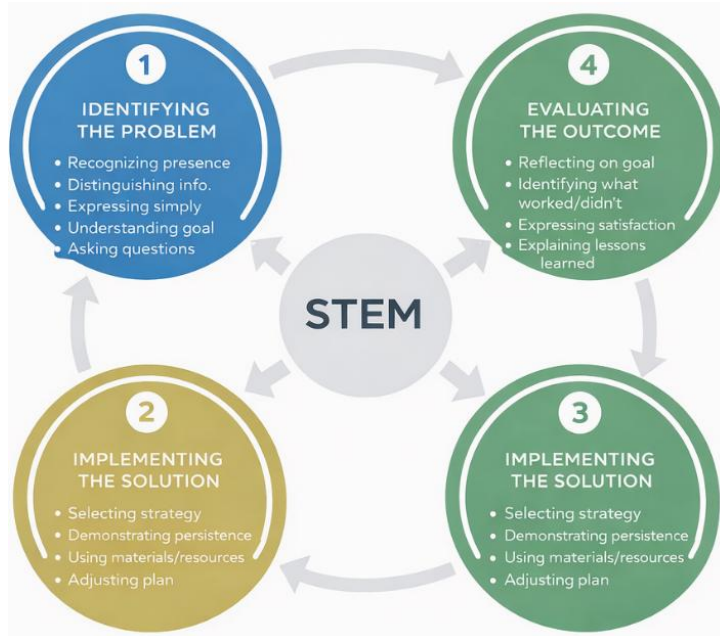 1
IDENTIFYING
THE PROBLEM
• Recognizing presence
• Distinguishing info.
• Expressing simply
• Understanding goal
• Asking questions
4
EVALUATING
THE OUTCOME
• Reflecting on goal
• Identifying what
worked/didn't
• Expressing satisfaction
• Explaining lessons
learned
STEM
2
IMPLEMENTING
THE SOLUTION
• Selecting strategy
• Demonstrating persistence
• Using materials/resources
• Adjusting plan
3
IMPLEMENTING
THE SOLUTION
• Selecting strategy
• Demonstrating persistence
• Using materials/resources
• Adjusting plan